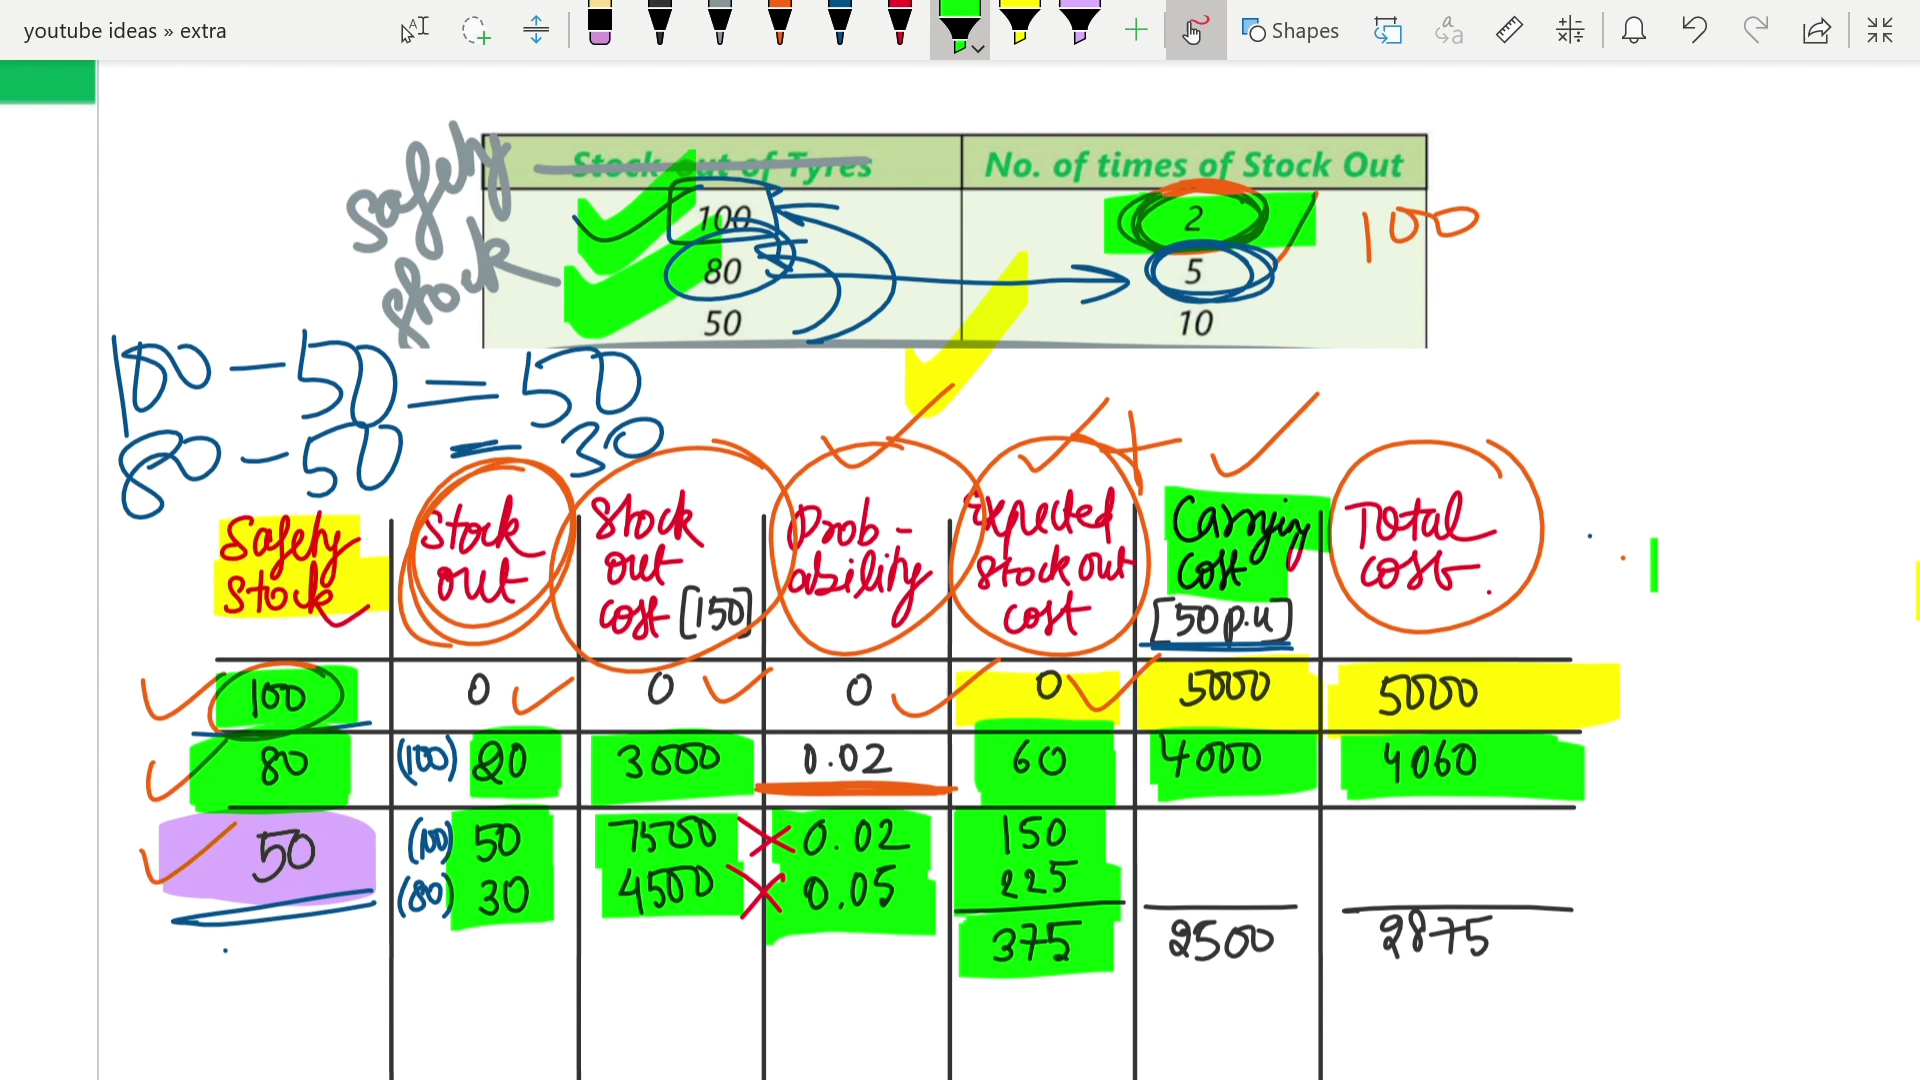 youtube ideas » extra
Shapes
Safety
stock
Stock out of Tyres No. of times of Stock Out
100 2 100
80 5
50 10
100 - 50 = 50
80 - 50 = 30
Safety Stock
Stock out
Stock out cost [150]
Prob-ability
Expected stock out cost
Carrying Cost [50 p.u]
Total cost.
100 0 0 0 0 5000 5000
80 (100) 20 3000 0.02 60 4000 4060
50 (100) 50 7500 × 0.02 150
(80) 30 4500 × 0.05 225
375 2500 2875